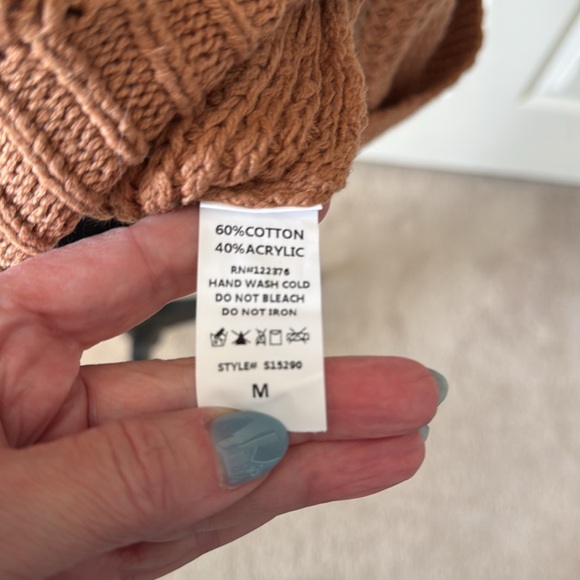 60%COTTON
40%ACRYLIC
RN#122376
HAND WASH COLD
DO NOT BLEACH
DO NOT IRON
STYLE# S15290
M